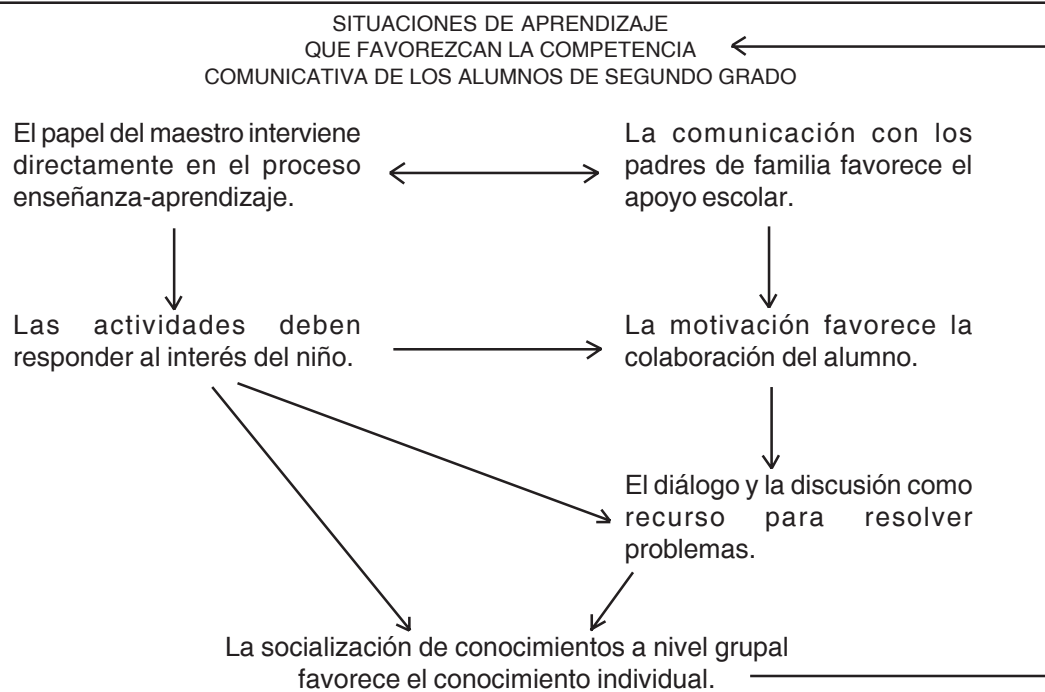 SITUACIONES DE APRENDIZAJE
QUE FAVOREZCAN LA COMPETENCIA
COMUNICATIVA DE LOS ALUMNOS DE SEGUNDO GRADO
El papel del maestro interviene
directamente en el proceso
enseñanza-aprendizaje.
La comunicación con los
padres de familia favorece el
apoyo escolar.
Las actividades deben
responder al interés del niño.
La motivación favorece la
colaboración del alumno.
El diálogo y la discusión como
recurso para resolver
problemas.
La socialización de conocimientos a nivel grupal
favorece el conocimiento individual.